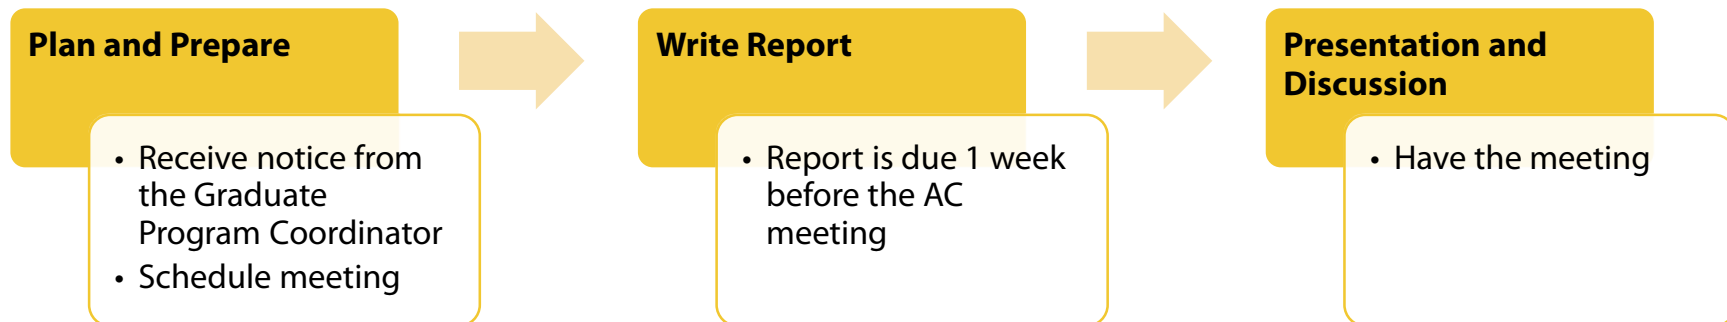 Plan and Prepare
• Receive notice from
the Graduate
Program Coordinator
• Schedule meeting
Write Report
• Report is due 1 week
before the AC
meeting
Presentation and
Discussion
• Have the meeting